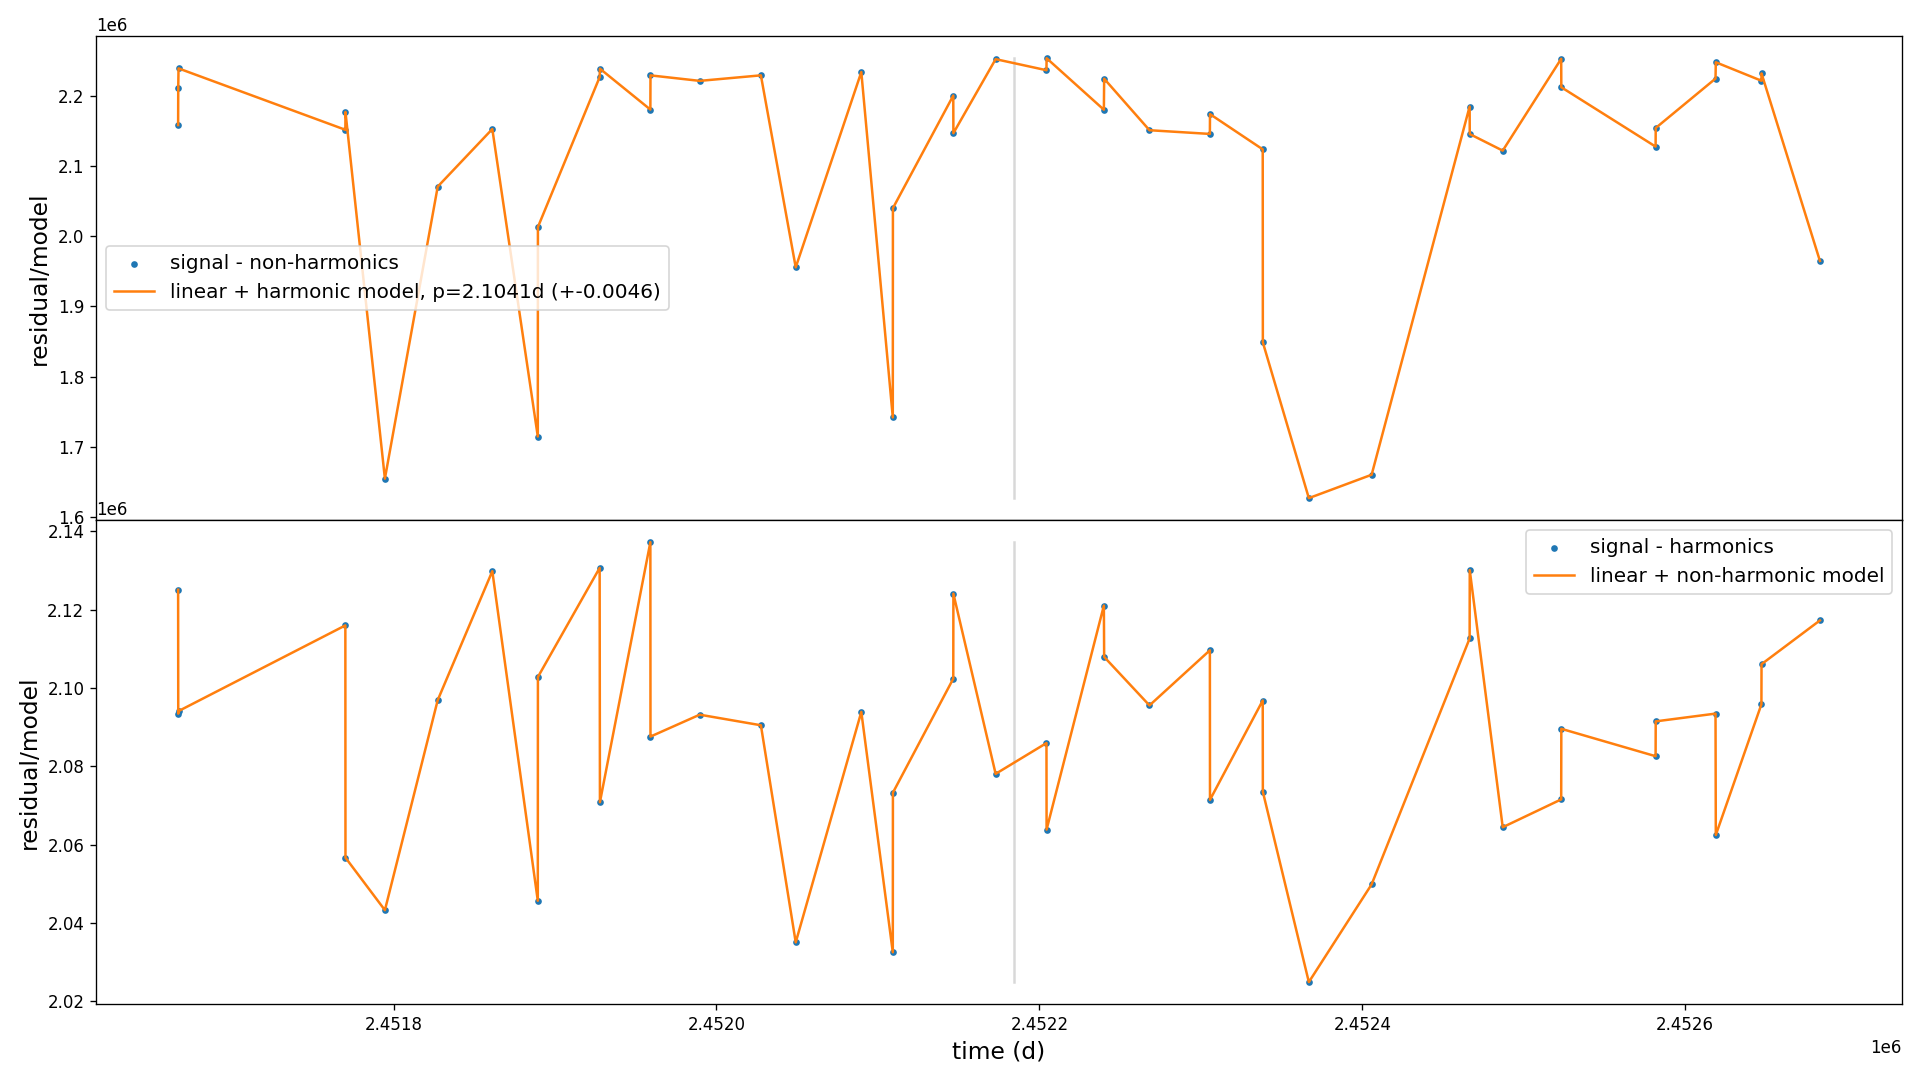 1e6
2.2
2.1
2.0
1.9
1.8
1.7
1.6
residual/model
signal - non-harmonics
linear + harmonic model, p=2.1041d (+-0.0046)
1e6
2.14
2.12
2.10
2.08
2.06
2.04
2.02
residual/model
signal - harmonics
linear + non-harmonic model
2.4518 2.4520 2.4522 2.4524 2.4526
time (d)
1e6